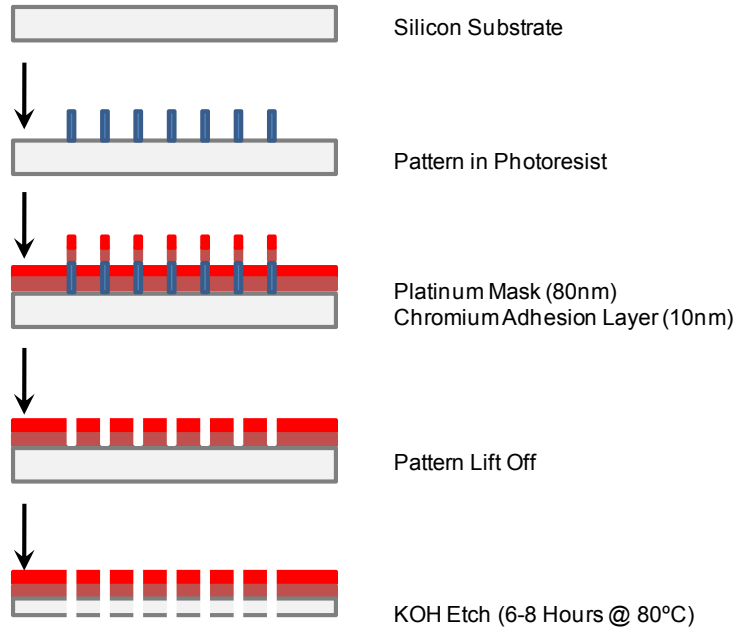 Silicon Substrate
Pattern in Photoresist
Platinum Mask (80nm)
Chromium Adhesion Layer (10nm)
Pattern Lift Off
KOH Etch (6-8 Hours @ 80ºC)